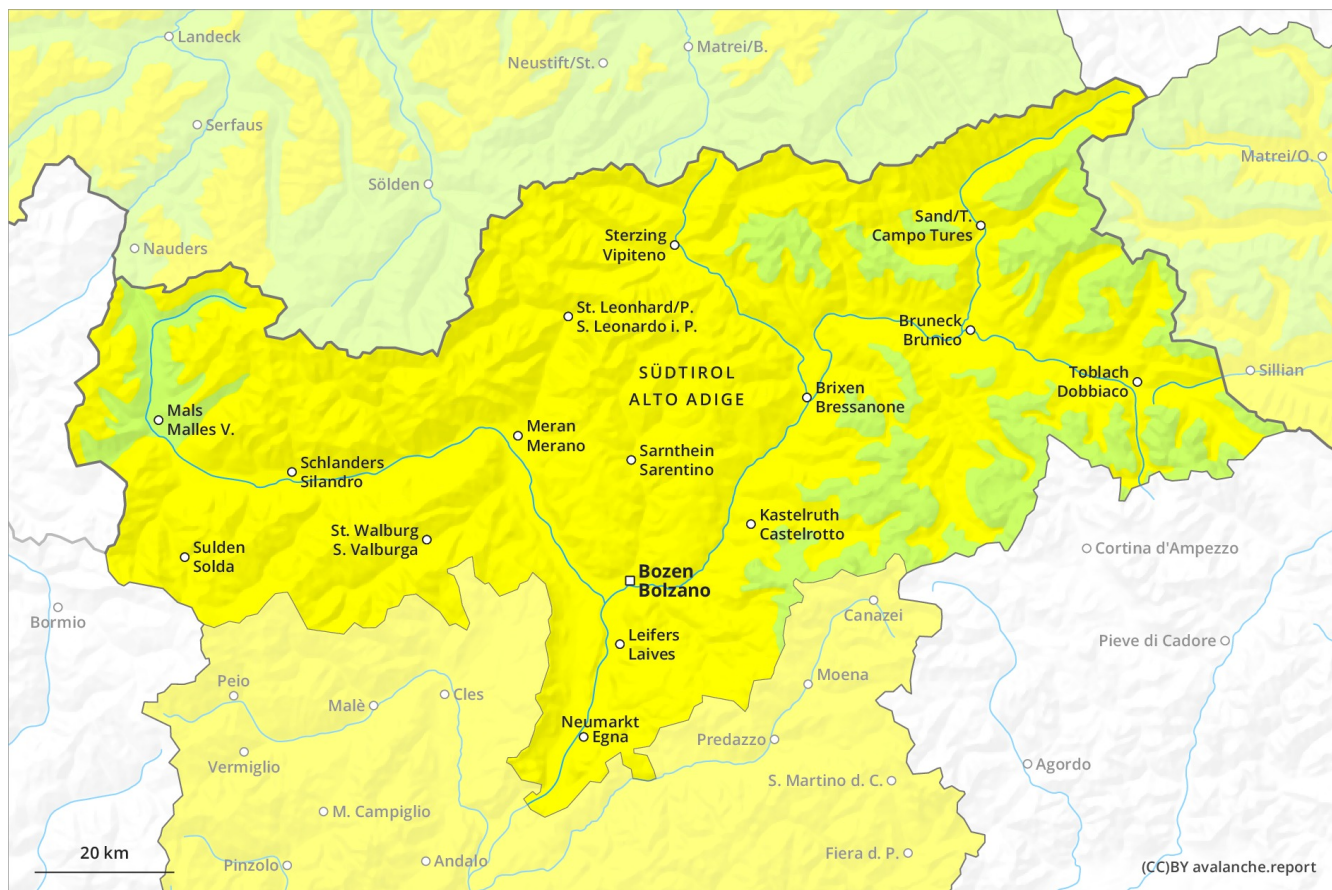 Landeck
Matrei/B.
Neustift/St.
Serfaus
Matrei/O.
Sölden
Sand/T.
Campo Tures
Sterzing
Vipiteno
Nauders
St. Leonhard/P.
S. Leonardo i. P.
Bruneck
Brunico
SÜDTIROL
ALTO ADIGE
Toblach
Dobbiaco
Sillian
Brixen
Bressanone
Mals
Malles V.
Meran
Merano
Sarnthein
Sarentino
Schlanders
Silandro
Kastelruth
Castelrotto
St. Walburg
S. Valburga
Sulden
Solda
Cortina d'Ampezzo
Bozen
Bolzano
Bormio
Canazei
Leifers
Laives
Pieve di Cadore
Peio
Moena
Malè
Cles
Neumarkt
Egna
Predazzo
Vermiglio
Agordo
S. Martino d. C.
M. Campiglio
20 km
Andalo
Fiera d. P.
Pinzolo
(CC)BY avalanche.report